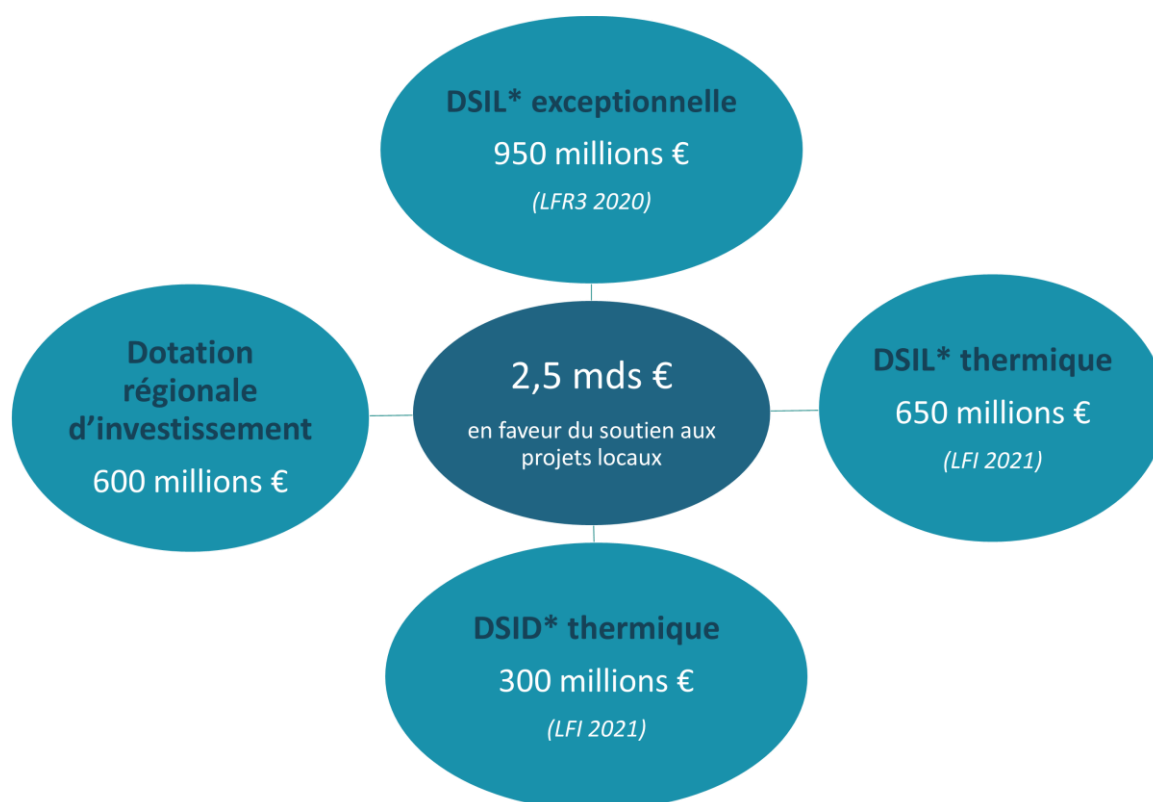 DSIL* exceptionnelle
950 millions €
(LFR3 2020)
Dotation
régionale
d’investissement
600 millions €
2,5 mds €
en faveur du soutien aux
projets locaux
DSIL* thermique
650 millions €
(LFI 2021)
DSID* thermique
300 millions €
(LFI 2021)